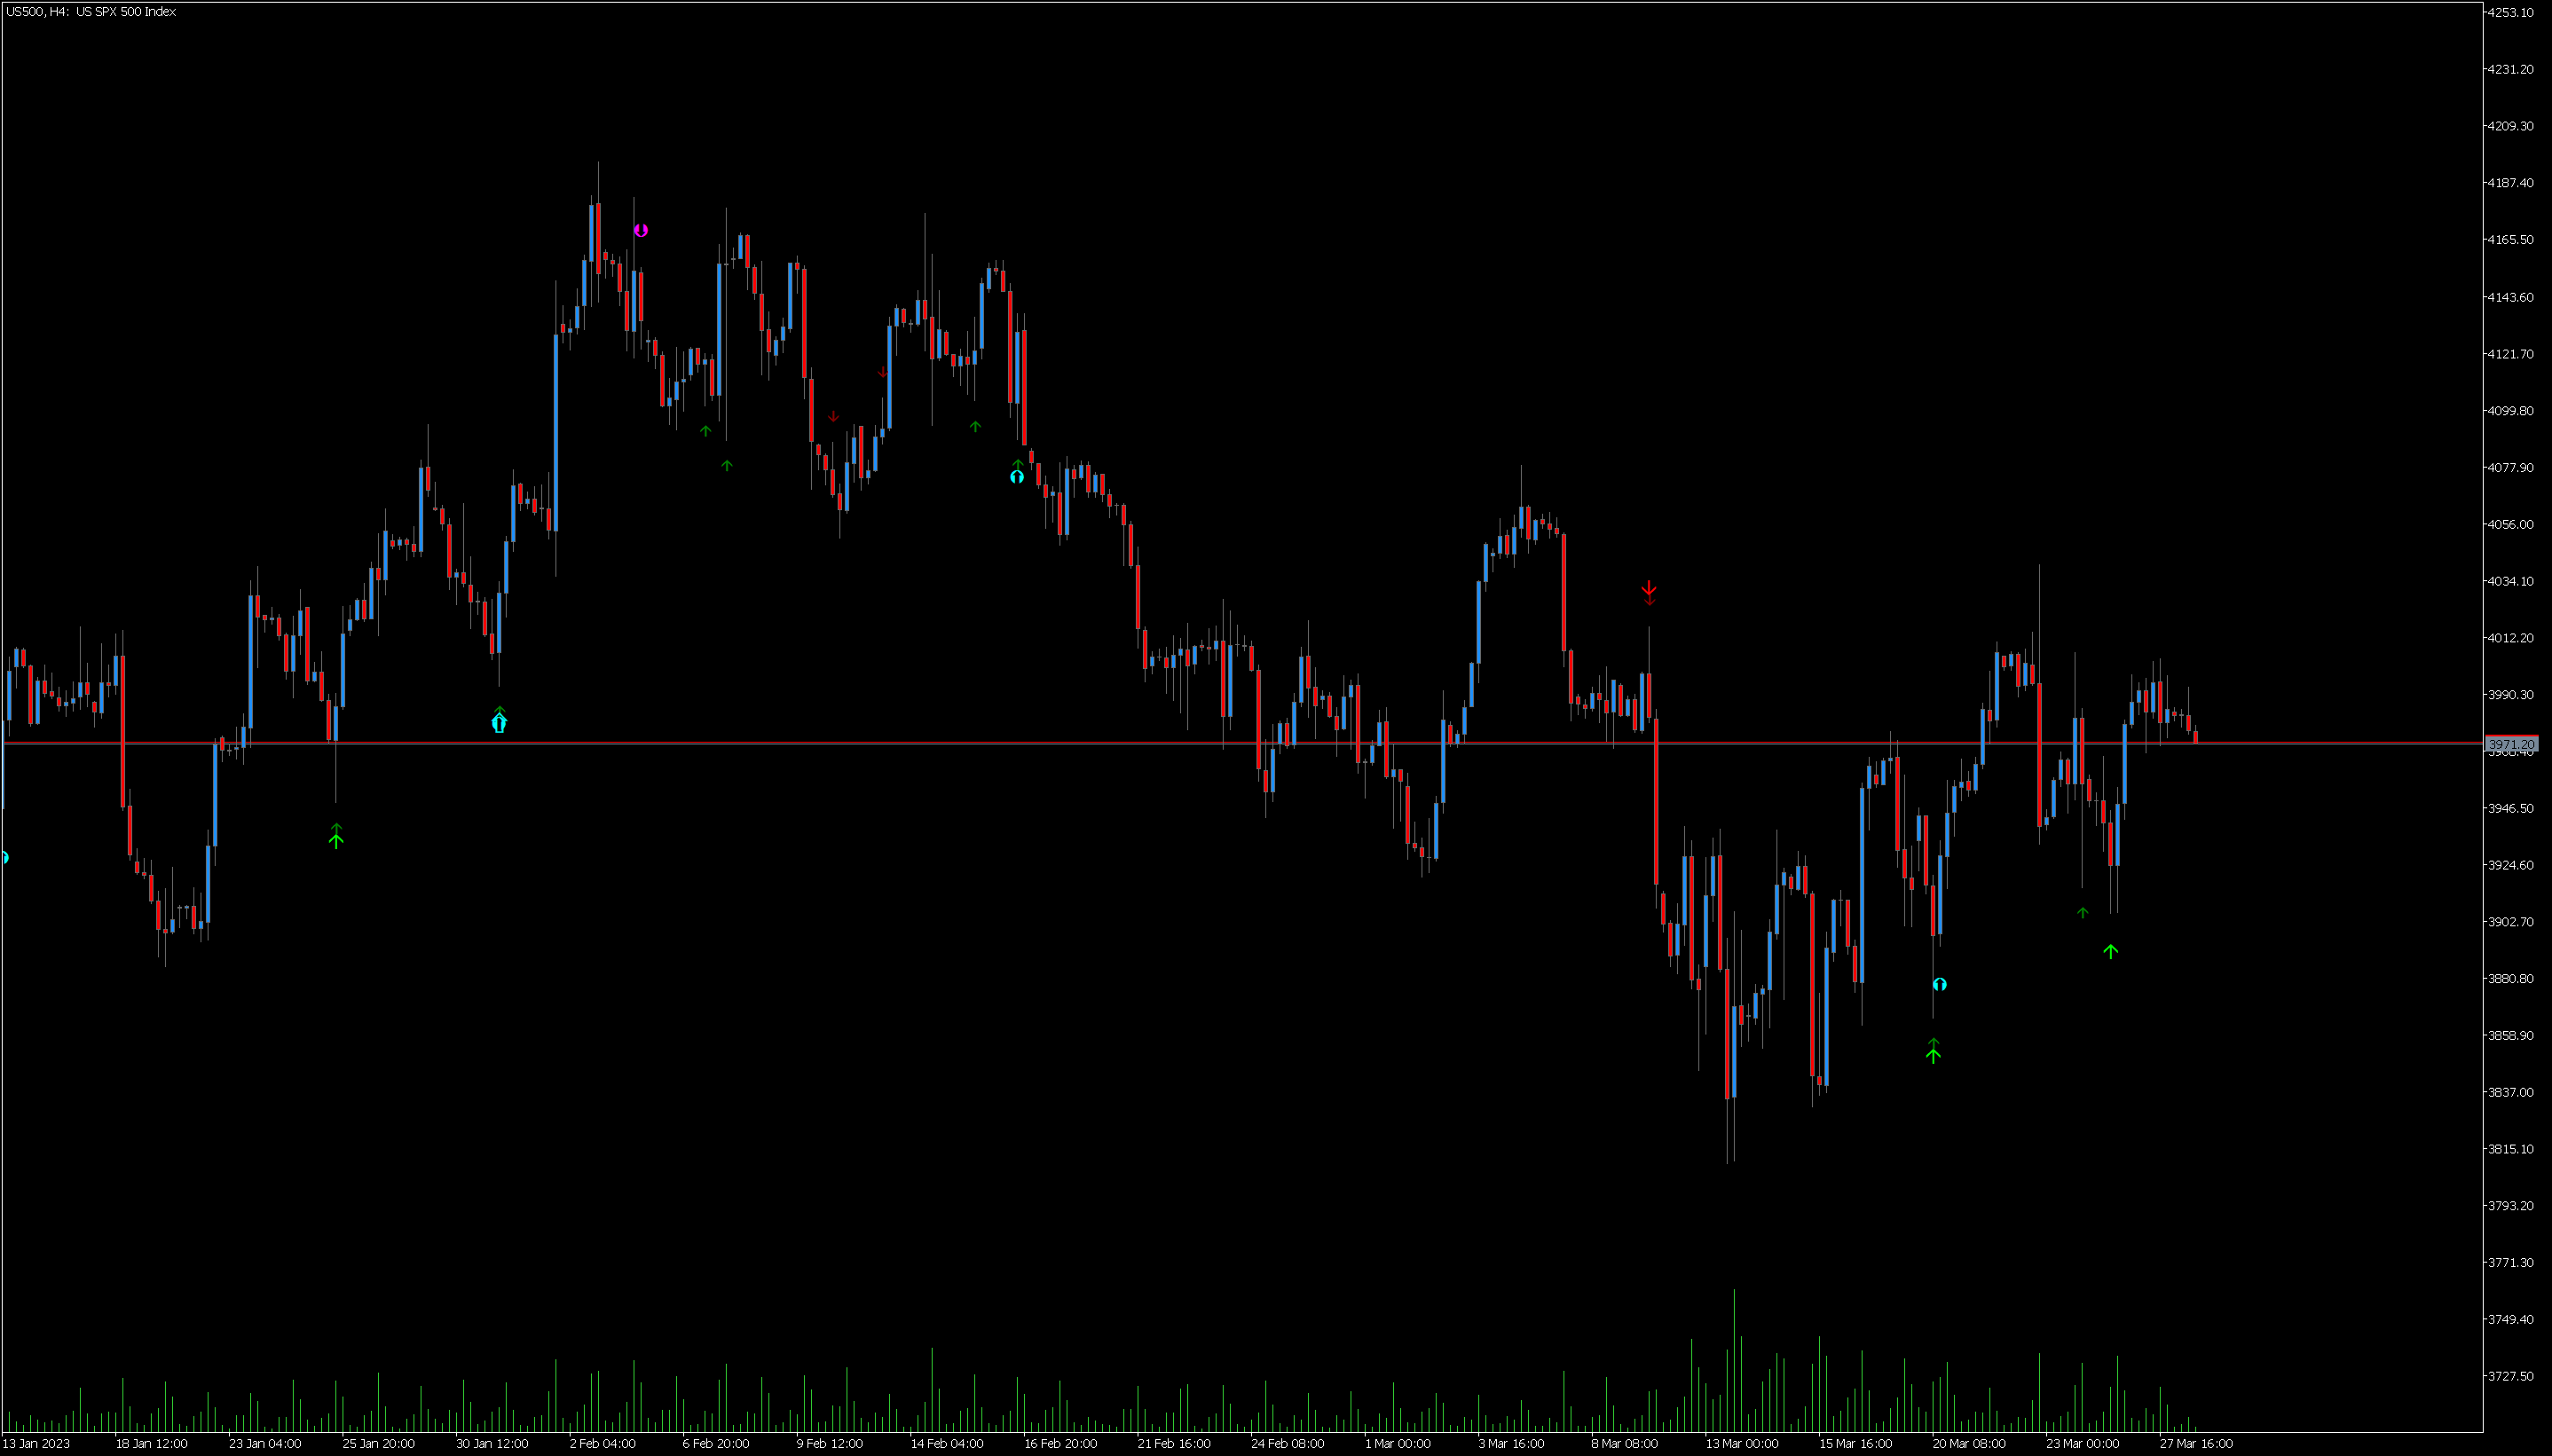 US500, H4: US SPX 500 Index
4253.10
4231.20
4209.30
4187.40
4165.50
4143.60
4121.70
4099.80
4077.90
4056.00
4034.10
4012.20
3990.30
3971.20
3946.50
3924.60
3902.70
3880.80
3858.90
3837.00
3815.10
3793.20
3771.30
3749.40
3727.50
13 Jan 2023
18 Jan 12:00
23 Jan 04:00
25 Jan 20:00
30 Jan 12:00
2 Feb 04:00
6 Feb 20:00
9 Feb 12:00
14 Feb 04:00
16 Feb 20:00
21 Feb 16:00
24 Feb 08:00
1 Mar 00:00
3 Mar 16:00
8 Mar 08:00
13 Mar 00:00
15 Mar 16:00
20 Mar 08:00
23 Mar 00:00
27 Mar 16:00